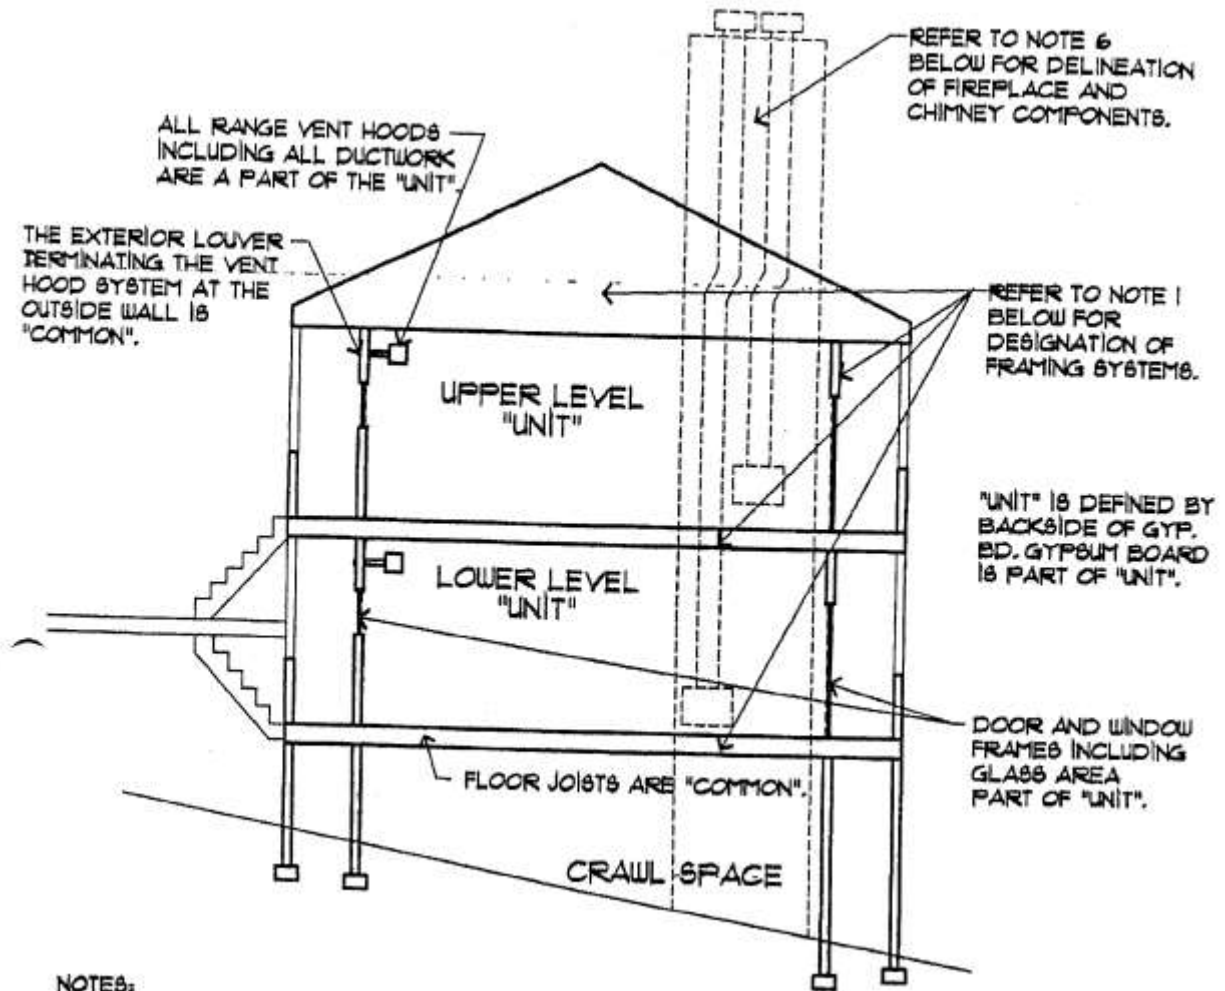 REFER TO NOTE 6
BELOW FOR DELINEATION
OF FIREPLACE AND
CHIMNEY COMPONENTS.
ALL RANGE VENT HOODS
INCLUDING ALL DUCTWORK
ARE A PART OF THE "UNIT".
THE EXTERIOR LOUVER
TERMINATING THE VENT
HOOD SYSTEM AT THE
OUTSIDE WALL IS
"COMMON".
REFER TO NOTE 1
BELOW FOR
DESIGNATION OF
FRAMING SYSTEMS.
UPPER LEVEL
"UNIT"
"UNIT" IS DEFINED BY
BACKSIDE OF GYP.
BD. GYPSUM BOARD
IS PART OF "UNIT".
LOWER LEVEL
"UNIT"
DOOR AND WINDOW
FRAMES INCLUDING
GLASS AREA
PART OF "UNIT".
FLOOR JOISTS ARE "COMMON".
CRAWL SPACE
NOTES: